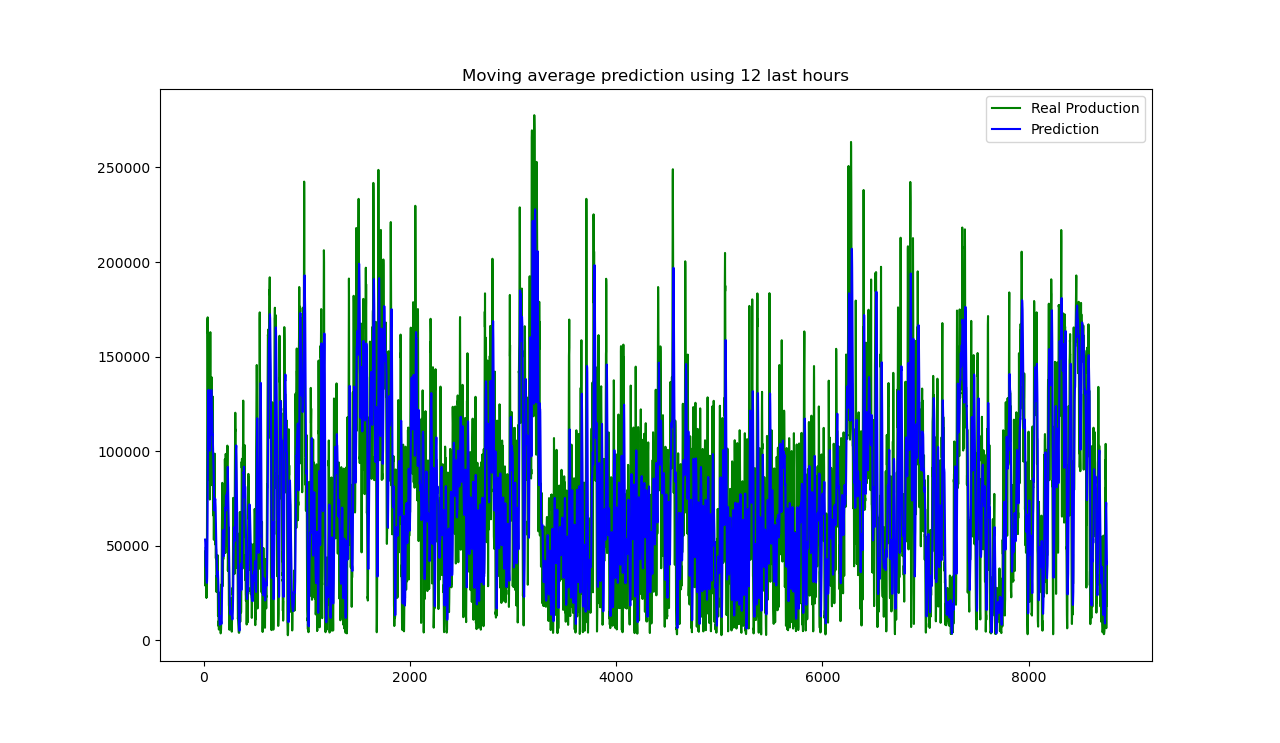 Moving average prediction using 12 last hours
Real Production
Prediction
250000
200000
150000
100000
50000
0
0 2000 4000 6000 8000